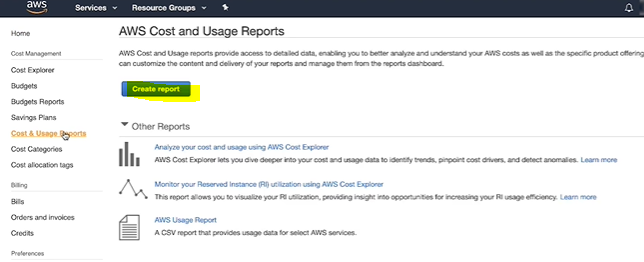 aws
Services
Resource Groups
Home
Cost Management
Cost Explorer
Budgets
Budgets Reports
Savings Plans
Cost & Usage Reports
Cost Categories
Cost allocation tags
Billing
Bills
Orders and invoices
Credits
Preferences
AWS Cost and Usage Reports
AWS Cost and Usage reports provide access to detailed data, enabling you to better analyze and understand your AWS costs as well as the specific product offering
can customize the content and delivery of your reports and manage them from the reports dashboard.
Create report
Other Reports
Analyze your cost and usage using AWS Cost Explorer
AWS Cost Explorer lets you dive deeper into your cost and usage data to identify trends, pinpoint cost drivers, and detect anomalies. Learn more
Monitor your Reserved Instance (RI) utilization using AWS Cost Explorer
This report allows you to visualize your RI utilization, providing insight into opportunities for increasing your RI usage efficiency. Learn more
AWS Usage Report
A CSV report that provides usage data for select AWS services.